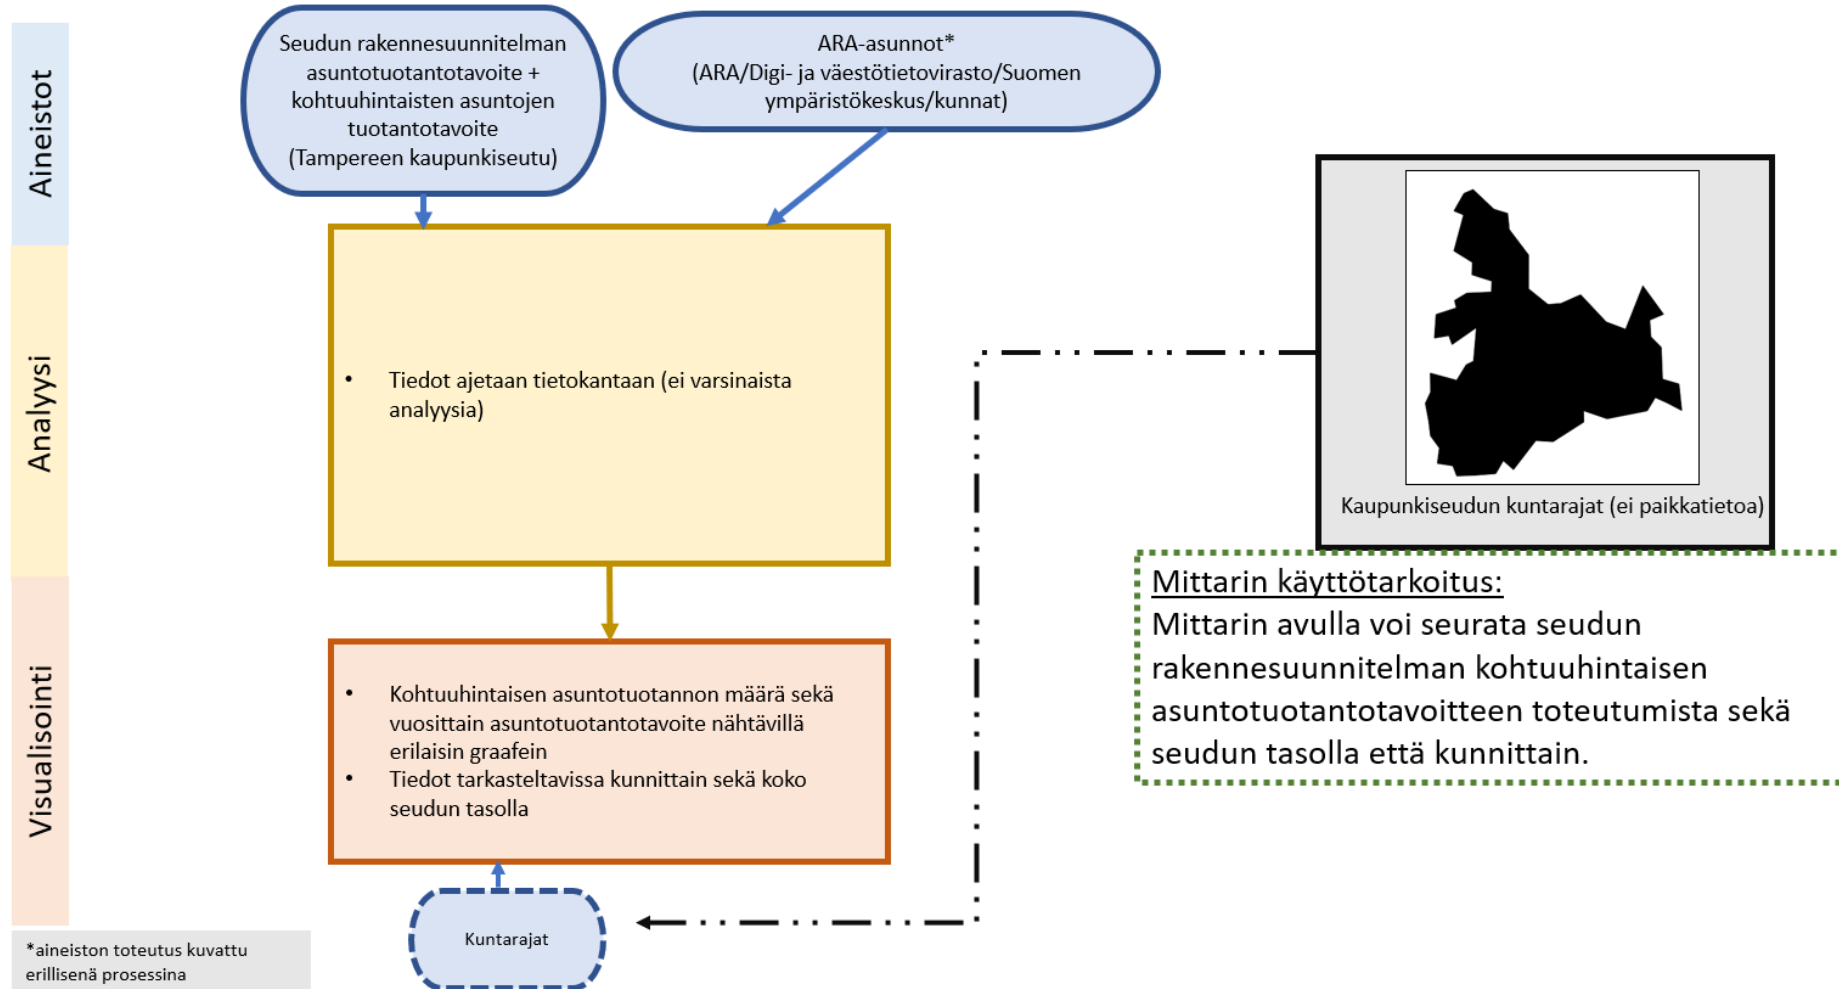 Aineistot
Seudun rakennesuunnitelman
asuntotuotantotavoite +
kohtuuhintaisten asuntojen
tuotantotavoite
(Tampereen kaupunkiseutu)
ARA-asunnot*
(ARA/Digi- ja väestötietovirasto/Suomen
ympäristökeskus/kunnat)
Analyysi
• Tiedot ajetaan tietokantaan (ei varsinaista
analyysia)
Kaupunkiseudun kuntarajat (ei paikkatietoa)
Mittarin käyttötarkoitus:
Mittarin avulla voi seurata seudun
rakennesuunnitelman kohtuuhintaisen
asuntotuotantotavoitteen toteutumista sekä
seudun tasolla että kunnittain.
Visualisointi
• Kohtuuhintaisen asuntotuotannon määrä sekä
vuosittain asuntotuotantotavoite nähtävillä
erilaisin graafein
• Tiedot tarkasteltavissa kunnittain sekä koko
seudun tasolla
Kuntarajat
*aineiston toteutus kuvattu
erillisenä prosessina